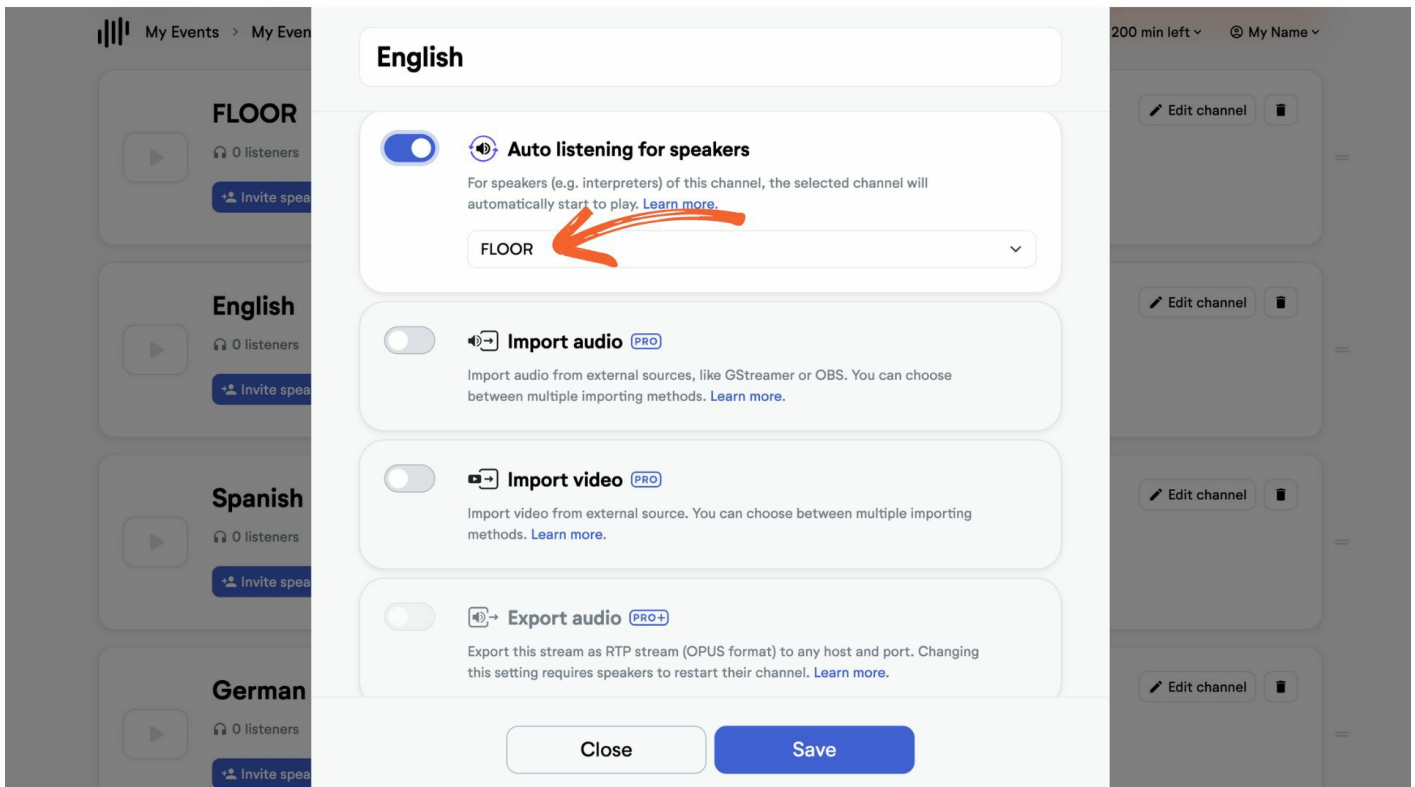 My Events > My Even
200 min left
My Name
FLOOR
0 listeners
Invite spea
Edit channel
English
0 listeners
Invite spea
Edit channel
Spanish
0 listeners
Invite spea
Edit channel
German
0 listeners
Invite spea
Edit channel
English
Auto listening for speakers
For speakers (e.g. interpreters) of this channel, the selected channel will
automatically start to play. Learn more.
FLOOR
Import audio PRO
Import audio from external sources, like GStreamer or OBS. You can choose
between multiple importing methods. Learn more.
Import video PRO
Import video from external source. You can choose between multiple importing
methods. Learn more.
Export audio PRO+
Export this stream as RTP stream (OPUS format) to any host and port. Changing
this setting requires speakers to restart their channel. Learn more.
Close
Save